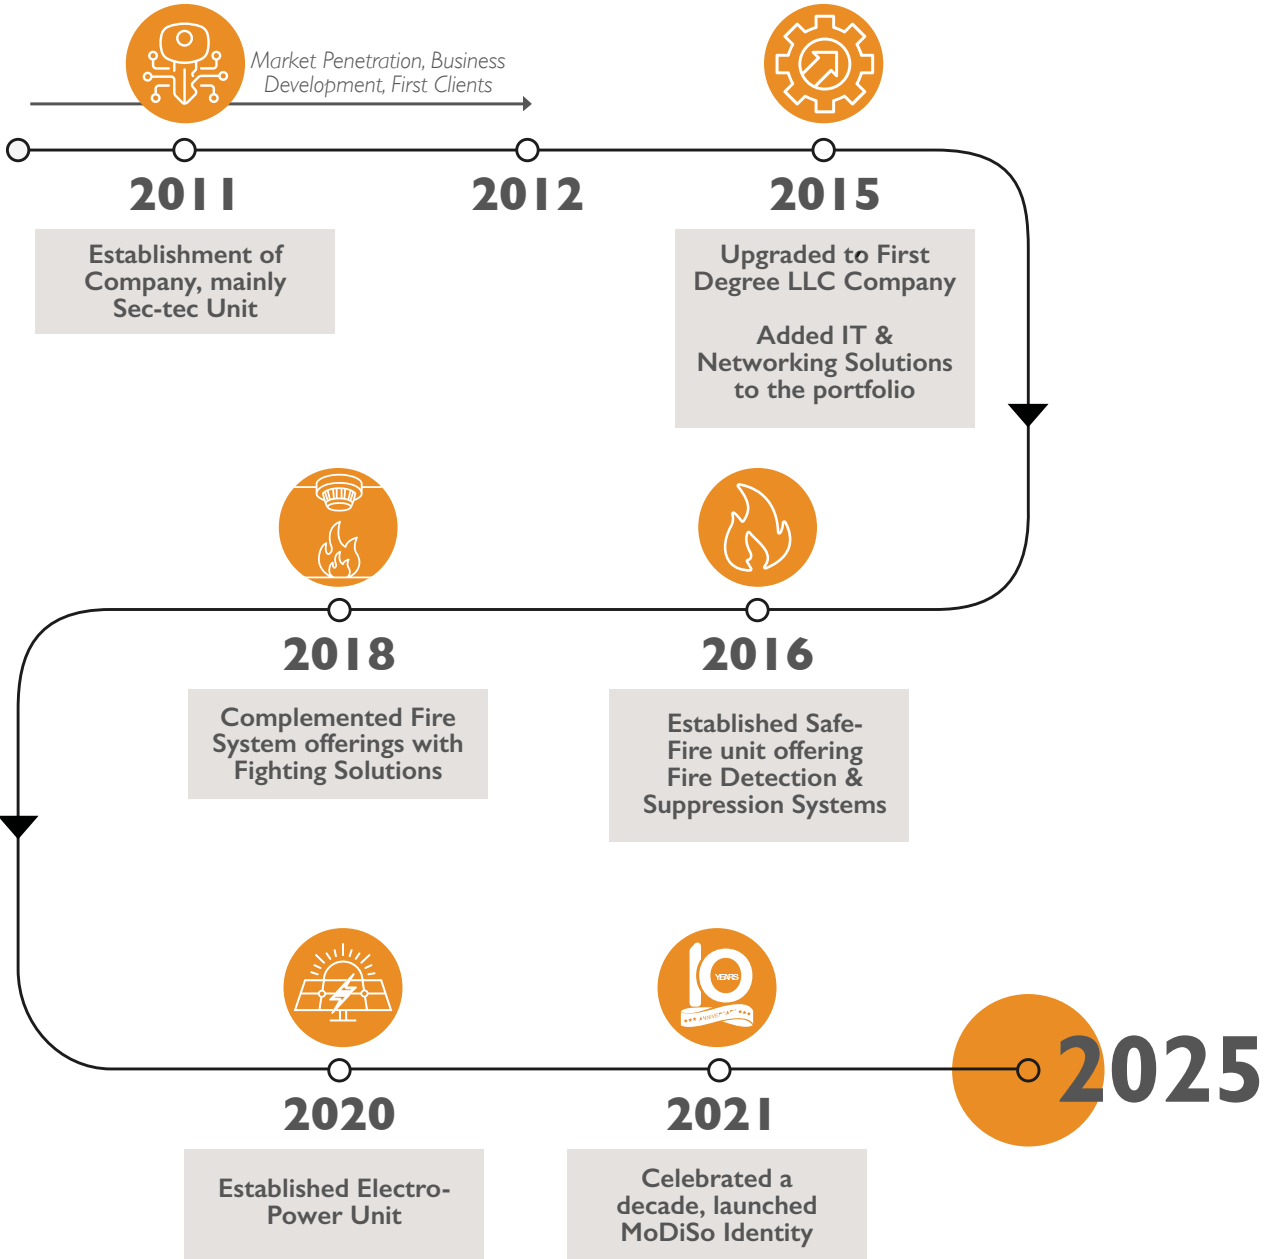 Market Penetration, Business
Development, First Clients
2011
2012
2015
Establishment of
Company, mainly
Sec-tec Unit
Upgraded to First
Degree LLC Company
Added IT &
Networking Solutions
to the portfolio
2018
2016
Complemented Fire
System offerings with
Fighting Solutions
Established Safe-
Fire unit offering
Fire Detection &
Suppression Systems
10
YEARS
2025
2020
2021
Established Electro-
Power Unit
Celebrated a
decade, launched
MoDiSo Identity